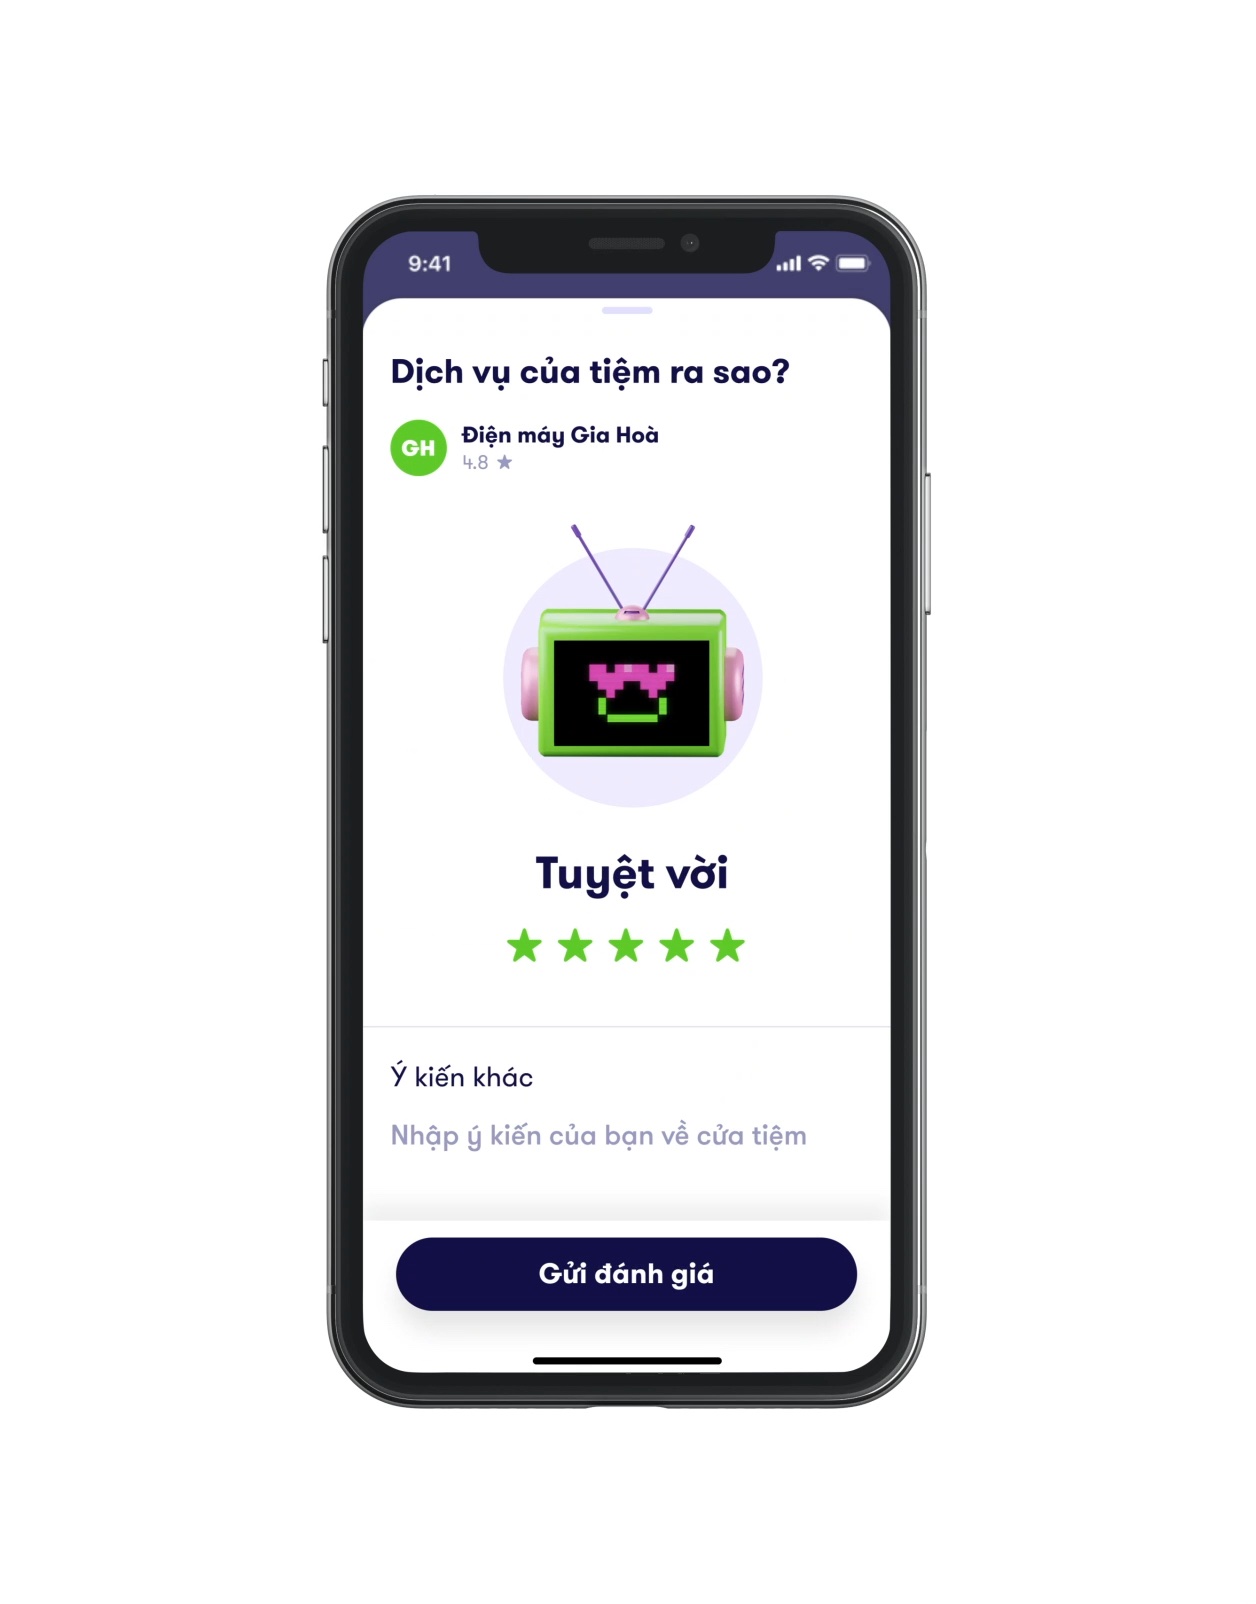 9:41
Dịch vụ của tiệm ra sao?
GH
Điện máy Gia Hoà
4.8 ★
Tuyệt vời
Ý kiến khác
Nhập ý kiến của bạn về cửa tiệm
Gửi đánh giá